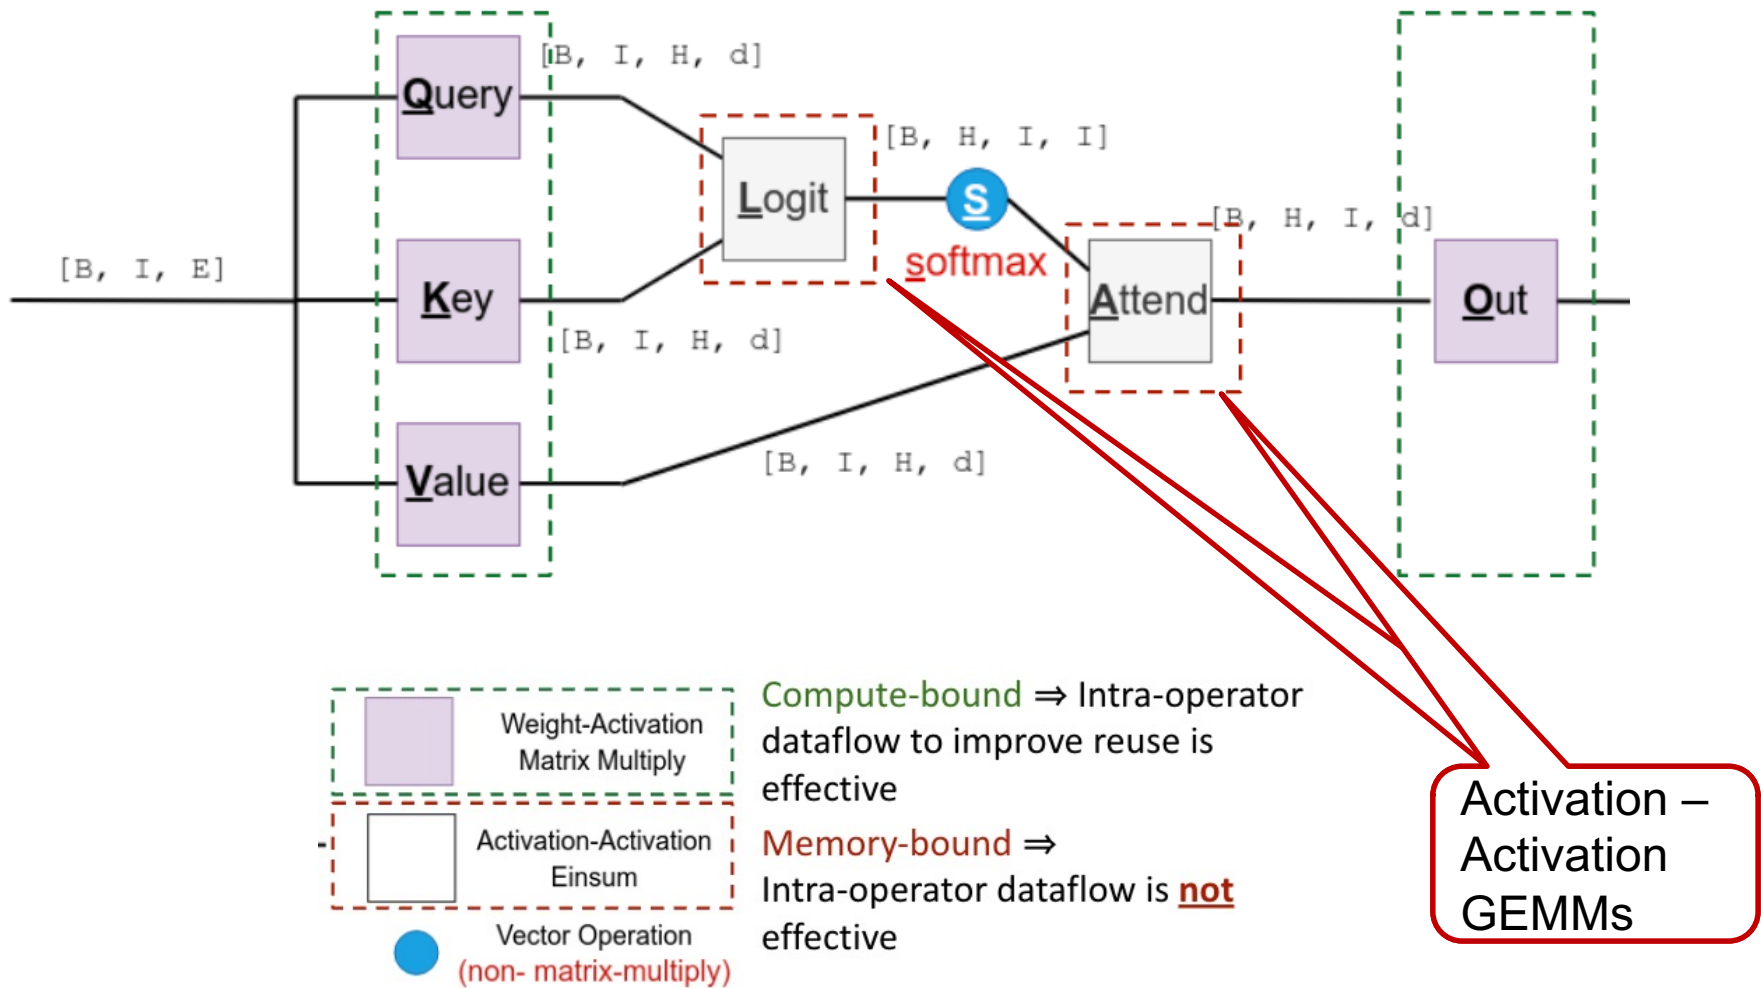 [B, I, H, d]
Query
[B, H, I, I]
Logit
S
[B, H, I, d]
softmax
[B, I, E]
Key
Attend
Out
[B, I, H, d]
Value
[B, I, H, d]
Weight-Activation
Matrix Multiply
Compute-bound ⇒ Intra-operator
dataflow to improve reuse is
effective
Activation-Activation
Einsum
Memory-bound ⇒
Intra-operator dataflow is not
effective
Vector Operation
(non- matrix-multiply)
Activation –
Activation
GEMMs